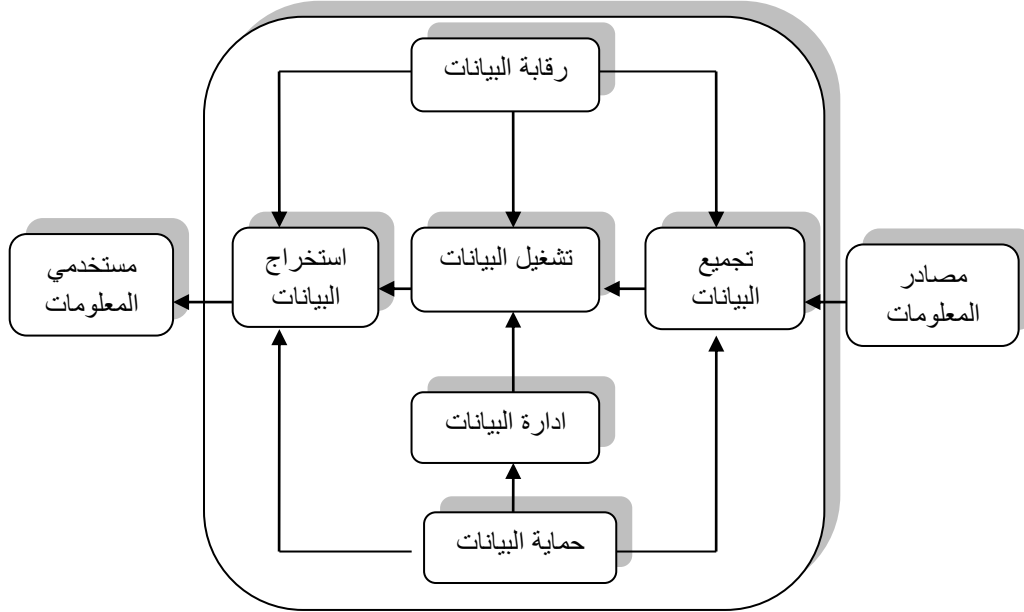 رقابة البيانات
مصادر
المعلومات
تجميع
البيانات
تشغيل البيانات
استخراج
البيانات
مستخدمي
المعلومات
ادارة البيانات
حماية البيانات